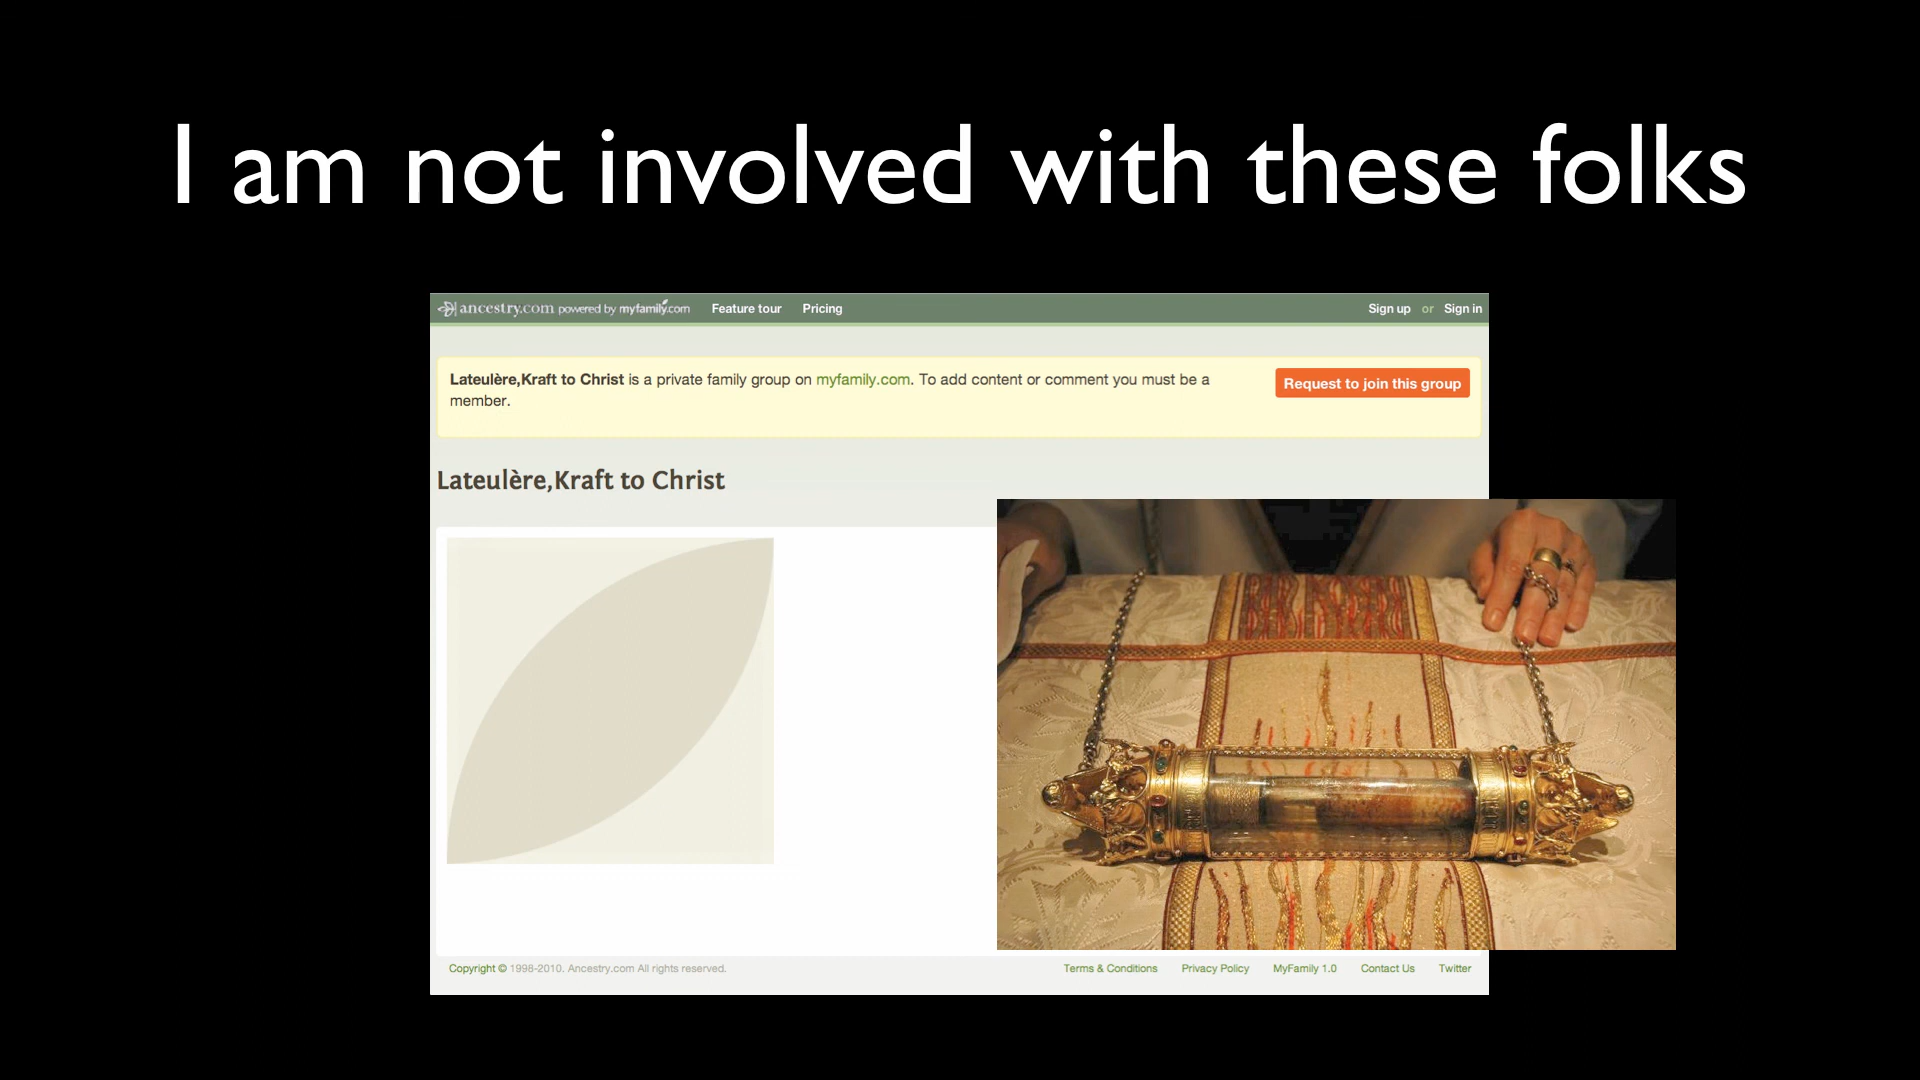 I am not involved with these folks
ancestry.com powered by myfamily.com Feature tour Pricing Sign up or Sign in
Lateulère,Kraft to Christ is a private family group on myfamily.com. To add content or comment you must be a
member.
Request to join this group
Lateulère,Kraft to Christ
Copyright © 1998-2010. Ancestry.com All rights reserved. Terms & Conditions Privacy Policy MyFamily 1.0 Contact Us Twitter